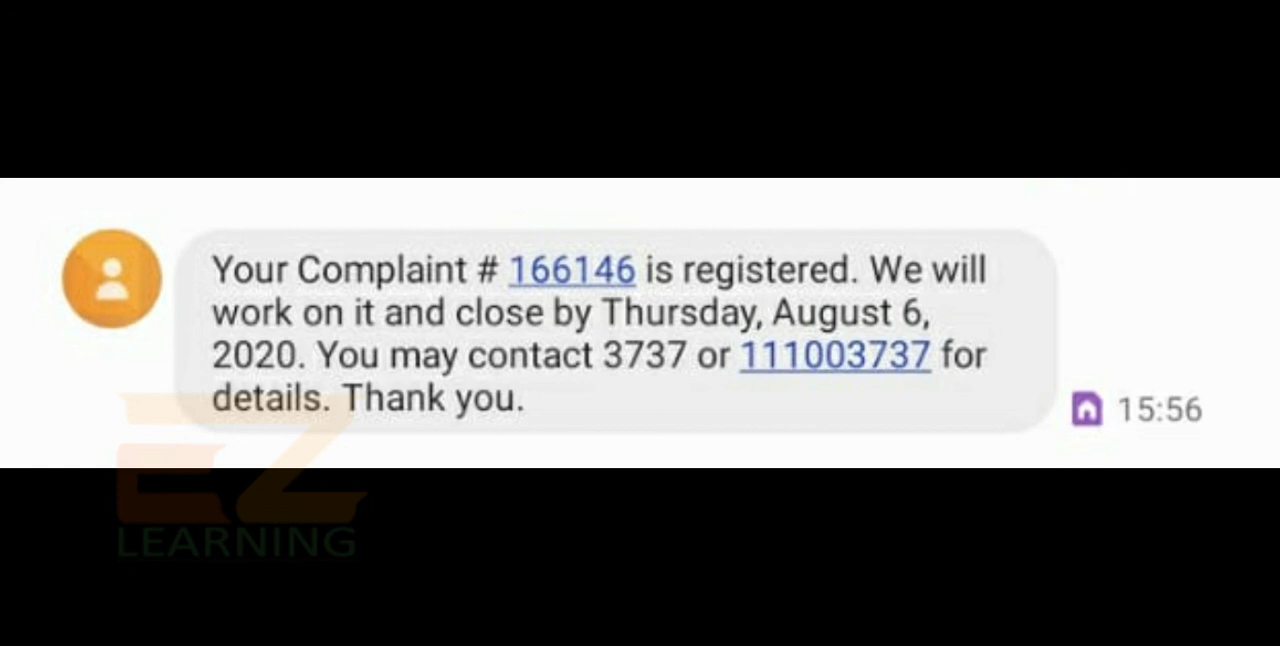 Your Complaint # 166146 is registered. We will
work on it and close by Thursday, August 6,
2020. You may contact 3737 or 111003737 for
details. Thank you.
15:56
EZ
LEARNING